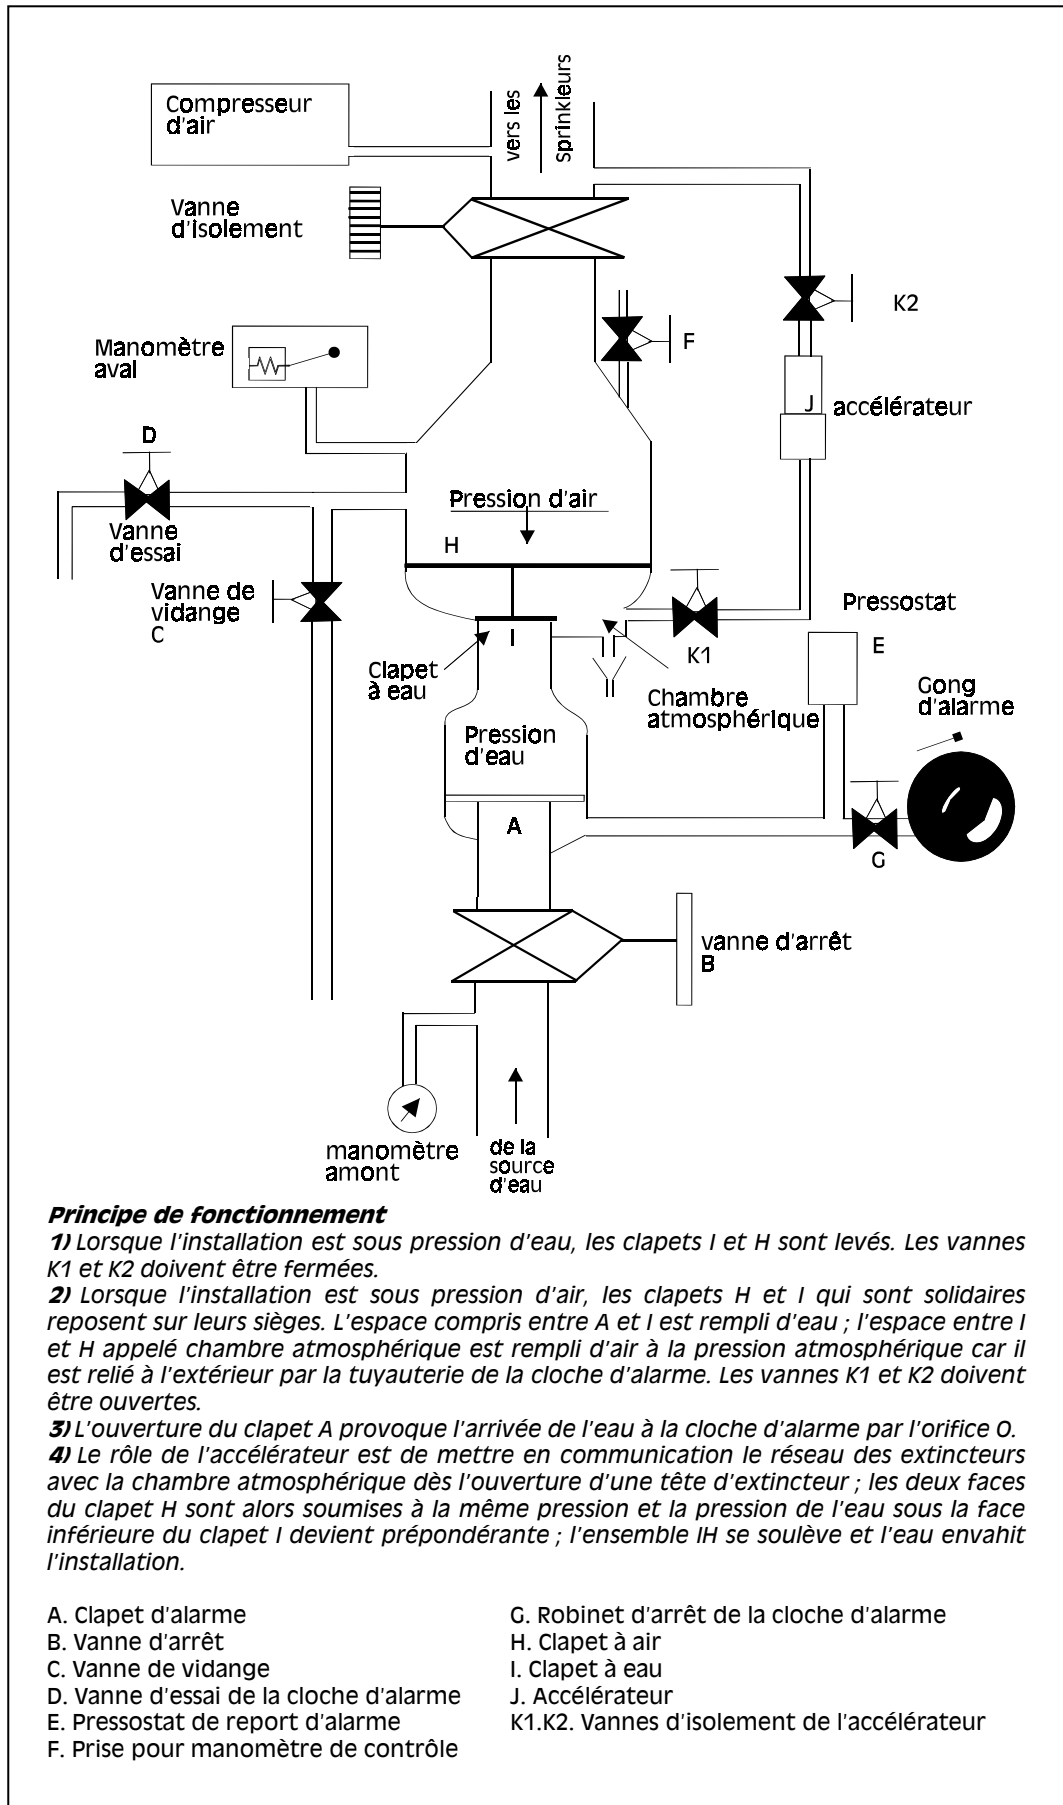 Compresseur
d'air
vers les
sprinkleurs
Vanne
d'isolement
K2
F
Manomètre
aval
J
accélérateur
D
Pression d'air
Vanne
d'essai
H
Vanne de
vidange
C
Pressostat
I
K1
E
Clapet
à eau
Chambre
atmosphérique
Gong
d'alarme
Pression
d'eau
A
G
vanne d'arrêt
B
manomètre
amont
de la
source
d'eau
Principe de fonctionnement
1) Lorsque l'installation est sous pression d'eau, les clapets I et H sont levés. Les vannes
K1 et K2 doivent être fermées.
2) Lorsque l'installation est sous pression d'air, les clapets H et I qui sont solidaires
reposent sur leurs sièges. L'espace compris entre A et I est rempli d'eau ; l'espace entre I
et H appelé chambre atmosphérique est rempli d'air à la pression atmosphérique car il
est relié à l'extérieur par la tuyauterie de la cloche d'alarme. Les vannes K1 et K2 doivent
être ouvertes.
3) L'ouverture du clapet A provoque l'arrivée de l'eau à la cloche d'alarme par l'orifice O.
4) Le rôle de l'accélérateur est de mettre en communication le réseau des extincteurs
avec la chambre atmosphérique dès l'ouverture d'une tête d'extincteur ; les deux faces
du clapet H sont alors soumises à la même pression et la pression de l'eau sous la face
inférieure du clapet I devient prépondérante ; l'ensemble IH se soulève et l'eau envahit
l'installation.
A. Clapet d'alarme
B. Vanne d'arrêt
C. Vanne de vidange
D. Vanne d'essai de la cloche d'alarme
E. Pressostat de report d'alarme
F. Prise pour manomètre de contrôle
G. Robinet d'arrêt de la cloche d'alarme
H. Clapet à air
I. Clapet à eau
J. Accélérateur
K1.K2. Vannes d'isolement de l'accélérateur